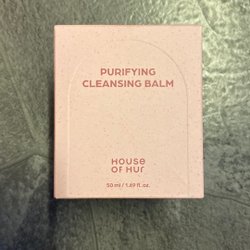 PURIFYING
CLEANSING BALM
HOUSE
OF HUR
50 ml / 1.69 fl. oz.